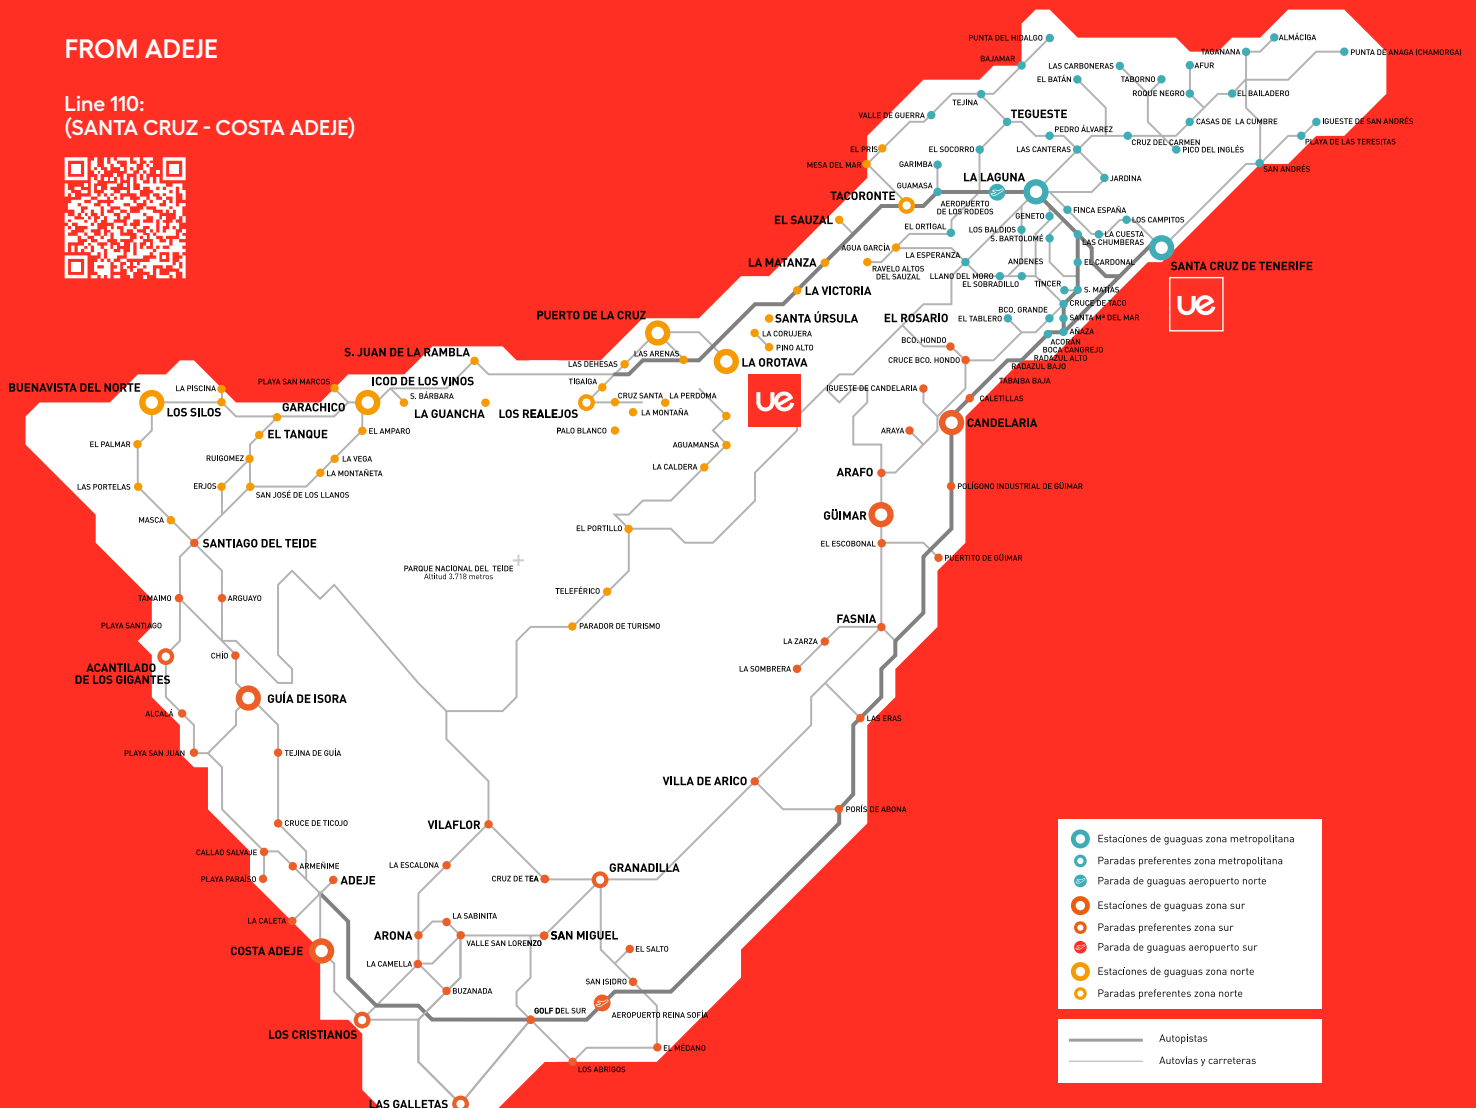 FROM ADEJE
Line 110:
(SANTA CRUZ - COSTA ADEJE)
PUNTA DEL HIDALGO
BAJAMAR
TAGANANA
ALMÁCIGA
PUNTA DE ANAGA (CHAMORGA)
LAS CARBONERAS
AFUR
EL BATÁN
TABORNO
ROQUE NEGRO
EL BAILADERO
TEJINA
VALLE DE GUERRA
TEGUESTE
CASAS DE LA CUMBRE
IGUESTE DE SAN ANDRÉS
PEDRO ÁLVAREZ
CRUZ DEL CARMEN
PLAYA DE LAS TERESITAS
EL PRIS
EL SOCORRO
LAS CANTERAS
PICO DEL INGLÉS
MESA DEL MAR
GARIMBA
SAN ANDRÉS
LA LAGUNA
JARDINA
GUAMASA
TACORONTE
AEROPUERTO
DE LOS RODEOS
FINCA ESPAÑA
GENETO
LOS CAMPITOS
EL SAUZAL
EL ORTIGAL
LOS BALDIOS
S. BARTOLOMÉ
LA CUESTA
LAS CHUMBERAS
AGUA GARCÍA
LA ESPERANZA
ANDENES
EL CARDONAL
SANTA CRUZ DE TENERIFE
LA MATANZA
RAVELO ALTOS
DEL SAUZAL
LLANO DEL MORO
EL SOBRADILLO
TÍNCER
S. MATÍAS
ue
LA VICTORIA
CRUCE DE TACO
BCO. GRANDE
PUERTO DE LA CRUZ
SANTA ÚRSULA
EL ROSARIO
EL TABLERO
SANTA Mª DEL MAR
AÑAZA
LA CORUJERA
ACORÁN
BOCA CANGREJO
PINO ALTO
BCO. HONDO
RADAZUL ALTO
RADAZUL BAJO
S. JUAN DE LA RAMBLA
LAS ARENAS
LAS DEHESAS
LA OROTAVA
CRUCE BCO. HONDO
TABAIBA BAJA
BUENAVISTA DEL NORTE
LA PISCINA
PLAYA SAN MARCOS
ICOD DE LOS VINOS
TIGAIGA
IGUESTE DE CANDELARIA
S. BÁRBARA
CRUZ SANTA
LA PERDOMA
ue
CALETILLAS
LOS SILOS
GARACHICO
LA GUANCHA
LOS REALEJOS
LA MONTAÑA
CANDELARIA
EL TANQUE
EL AMPARO
PALO BLANCO
ARAYA
EL PALMAR
AGUAMANSA
RUIGOMEZ
LA VEGA
LA CALDERA
ARAFO
LA MONTAÑETA
LAS PORTELAS
ERJOS
SAN JOSÉ DE LOS LLANOS
POLÍGONO INDUSTRIAL DE GÜIMAR
MASCA
GÜIMAR
EL PORTILLO
SANTIAGO DEL TEIDE
EL ESCOBONAL
PUERTITO DE GÜIMAR
PARQUE NACIONAL DEL TEIDE
Altitud 3.718 metros
TELEFÉRICO
TAMAIMO
ARGUAYO
PLAYA SANTIAGO
PARADOR DE TURISMO
FASNIA
LA ZARZA
CHÍO
ACANTILADO
DE LOS GIGANTES
LA SOMBRERA
GUÍA DE ISORA
ALCALÁ
LAS ERAS
PLAYA SAN JUAN
TEJINA DE GUÍA
VILLA DE ARICO
PORÍS DE ABONA
CRUCE DE TICOJO
VILAFLOR
CALLAO SALVAJE
ARMEÑIME
LA ESCALONA
GRANADILLA
PLAYA PARAÍSO
ADEJE
CRUZ DE TEA
LA CALETA
LA SABINITA
ARONA
VALLE SAN LORENZO
SAN MIGUEL
COSTA ADEJE
EL SALTO
LA CAMELLA
SAN ISIDRO
BUZANADA
GOLF DEL SUR
AEROPUERTO REINA SOFÍA
LOS CRISTIANOS
EL MÉDANO
LOS ABRIGOS
LAS GALLETAS
Estaciones de guaguas zona metropolitana
Paradas preferentes zona metropolitana
Parada de guaguas aeropuerto norte
Estaciones de guaguas zona sur
Paradas preferentes zona sur
Parada de guaguas aeropuerto sur
Estaciones de guaguas zona norte
Paradas preferentes zona norte
Autopistas
Autovías y carreteras